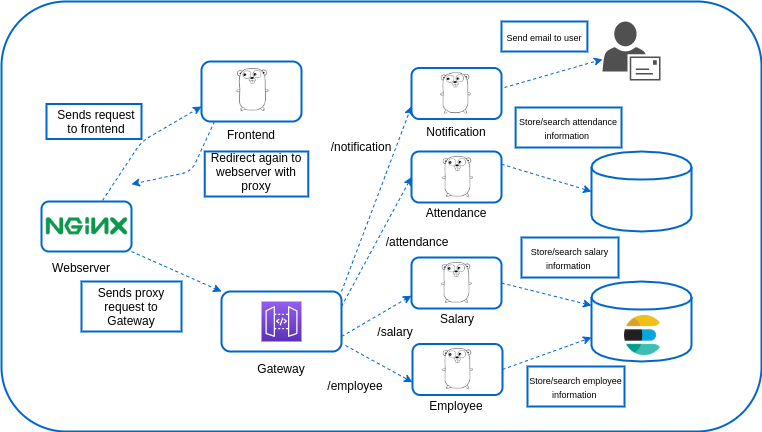 Send email to user
Sends request
to frontend
Frontend
Notification
Store/search attendance
information
/notification
Redirect again to
webserver with
proxy
Attendance
NGINX
Webserver
/attendance
Store/search salary
information
Sends proxy
request to
Gateway
Salary
/salary
Gateway
/employee
Employee
Store/search employee
information